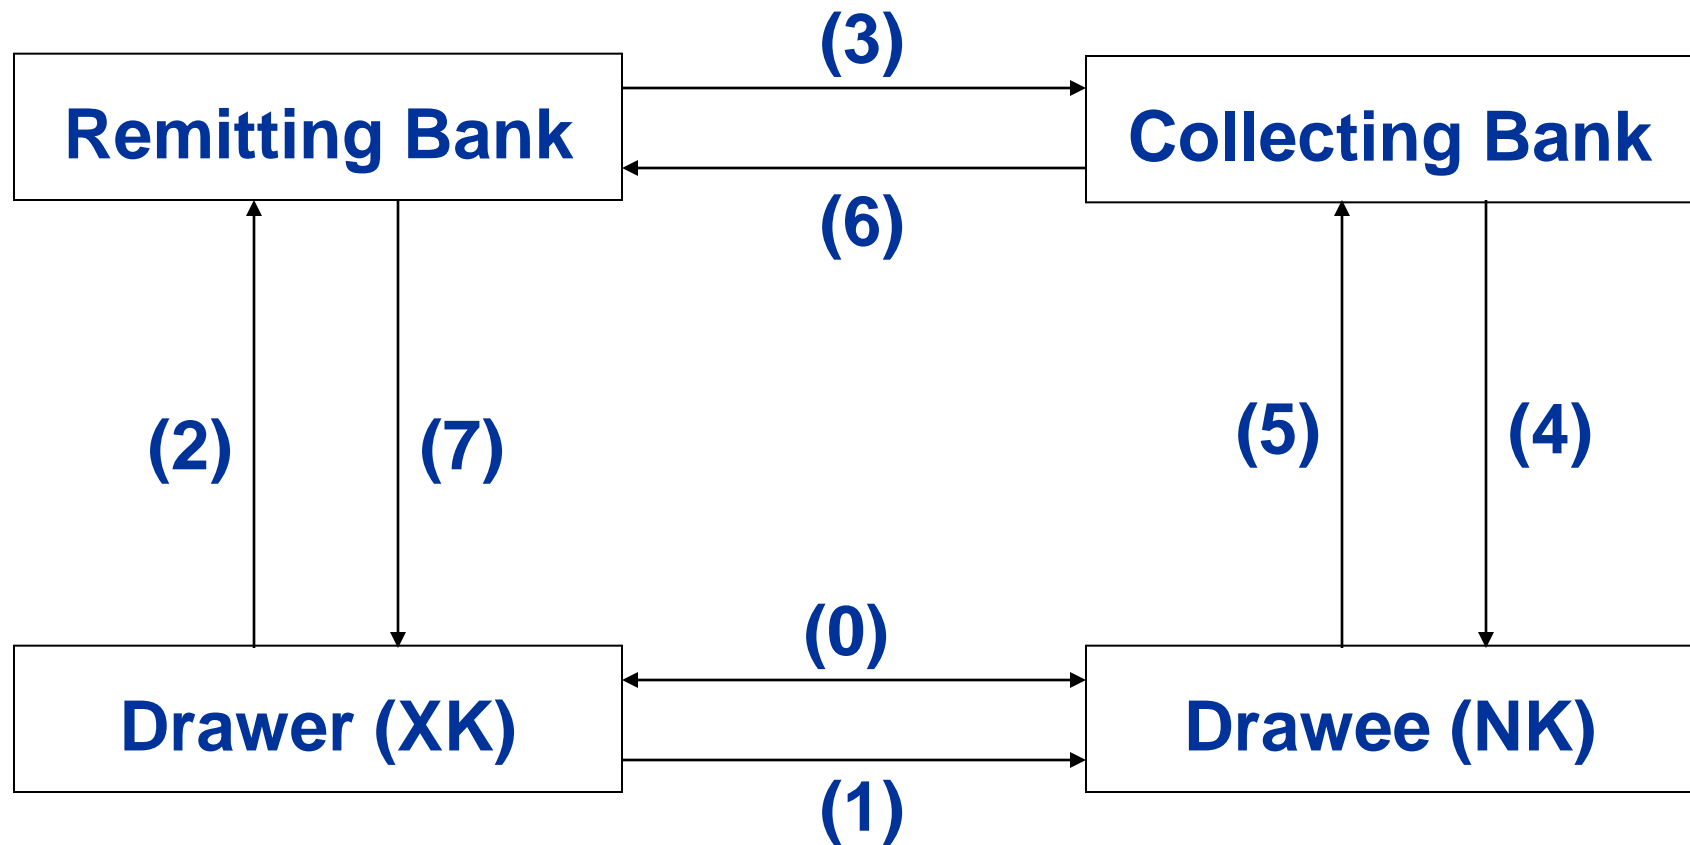 (3)
Remitting Bank
Collecting Bank
(6)
(2)
(7)
(5)
(4)
(0)
Drawer (XK)
Drawee (NK)
(1)